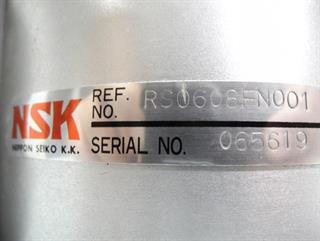 REF. NO. RS0608FN001
NSK
NIPPON SEIKO K.K.
SERIAL NO. 065619